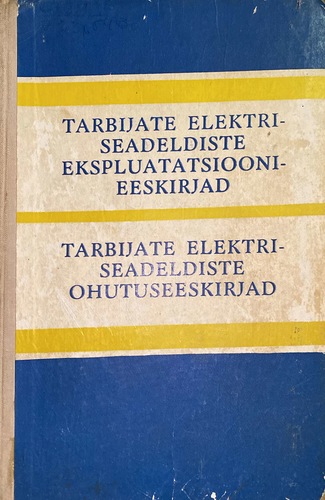 TARBIJATE ELEKTRI-
SEADELDISTE
EKSPLUATATSIOONI-
EESKIRJAD
TARBIJATE ELEKTRI-
SEADELDISTE
OHUTUSEESKIRJAD